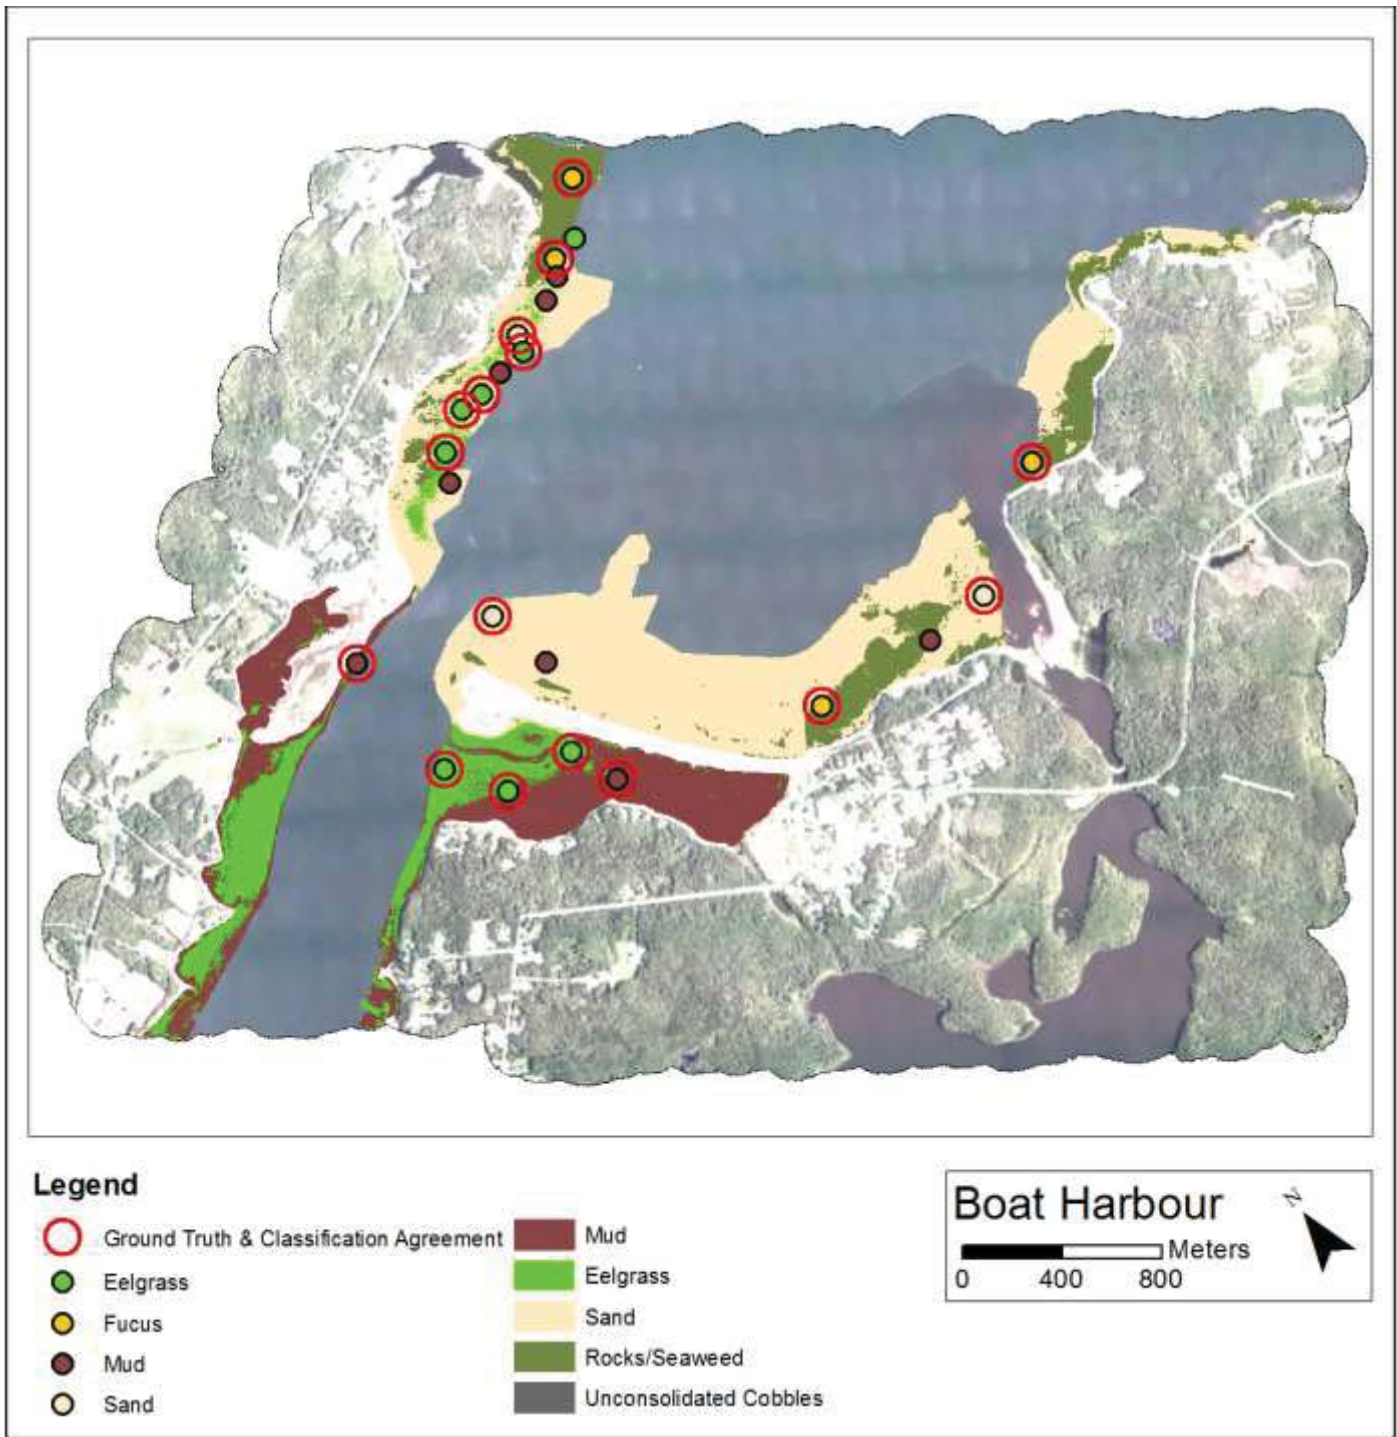 Legend
Ground Truth & Classification Agreement
Eelgrass
Fucus
Mud
Sand
Mud
Eelgrass
Sand
Rocks/Seaweed
Unconsolidated Cobbles
Boat Harbour
N
Meters
0 400 800